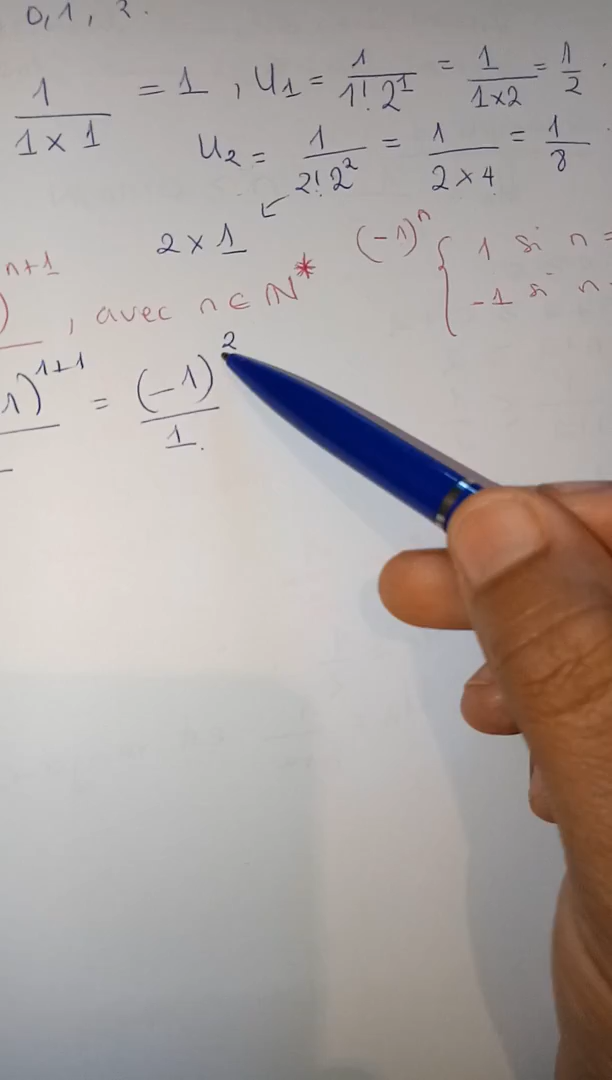 0, 1, 2.
1 / (1 × 1) = 1 , U₁ = 1 / (1! 2¹) = 1 / (1×2) = 1/2 .
U₂ = 1 / (2! 2²) = 1 / (2 × 4) = 1/8 .
↙
2 × 1
(-1)ⁿ { 1 si n =
-1 si n
n+1
) , avec n ∈ ℕ*
1)¹⁺¹ = (-1)² / 1.